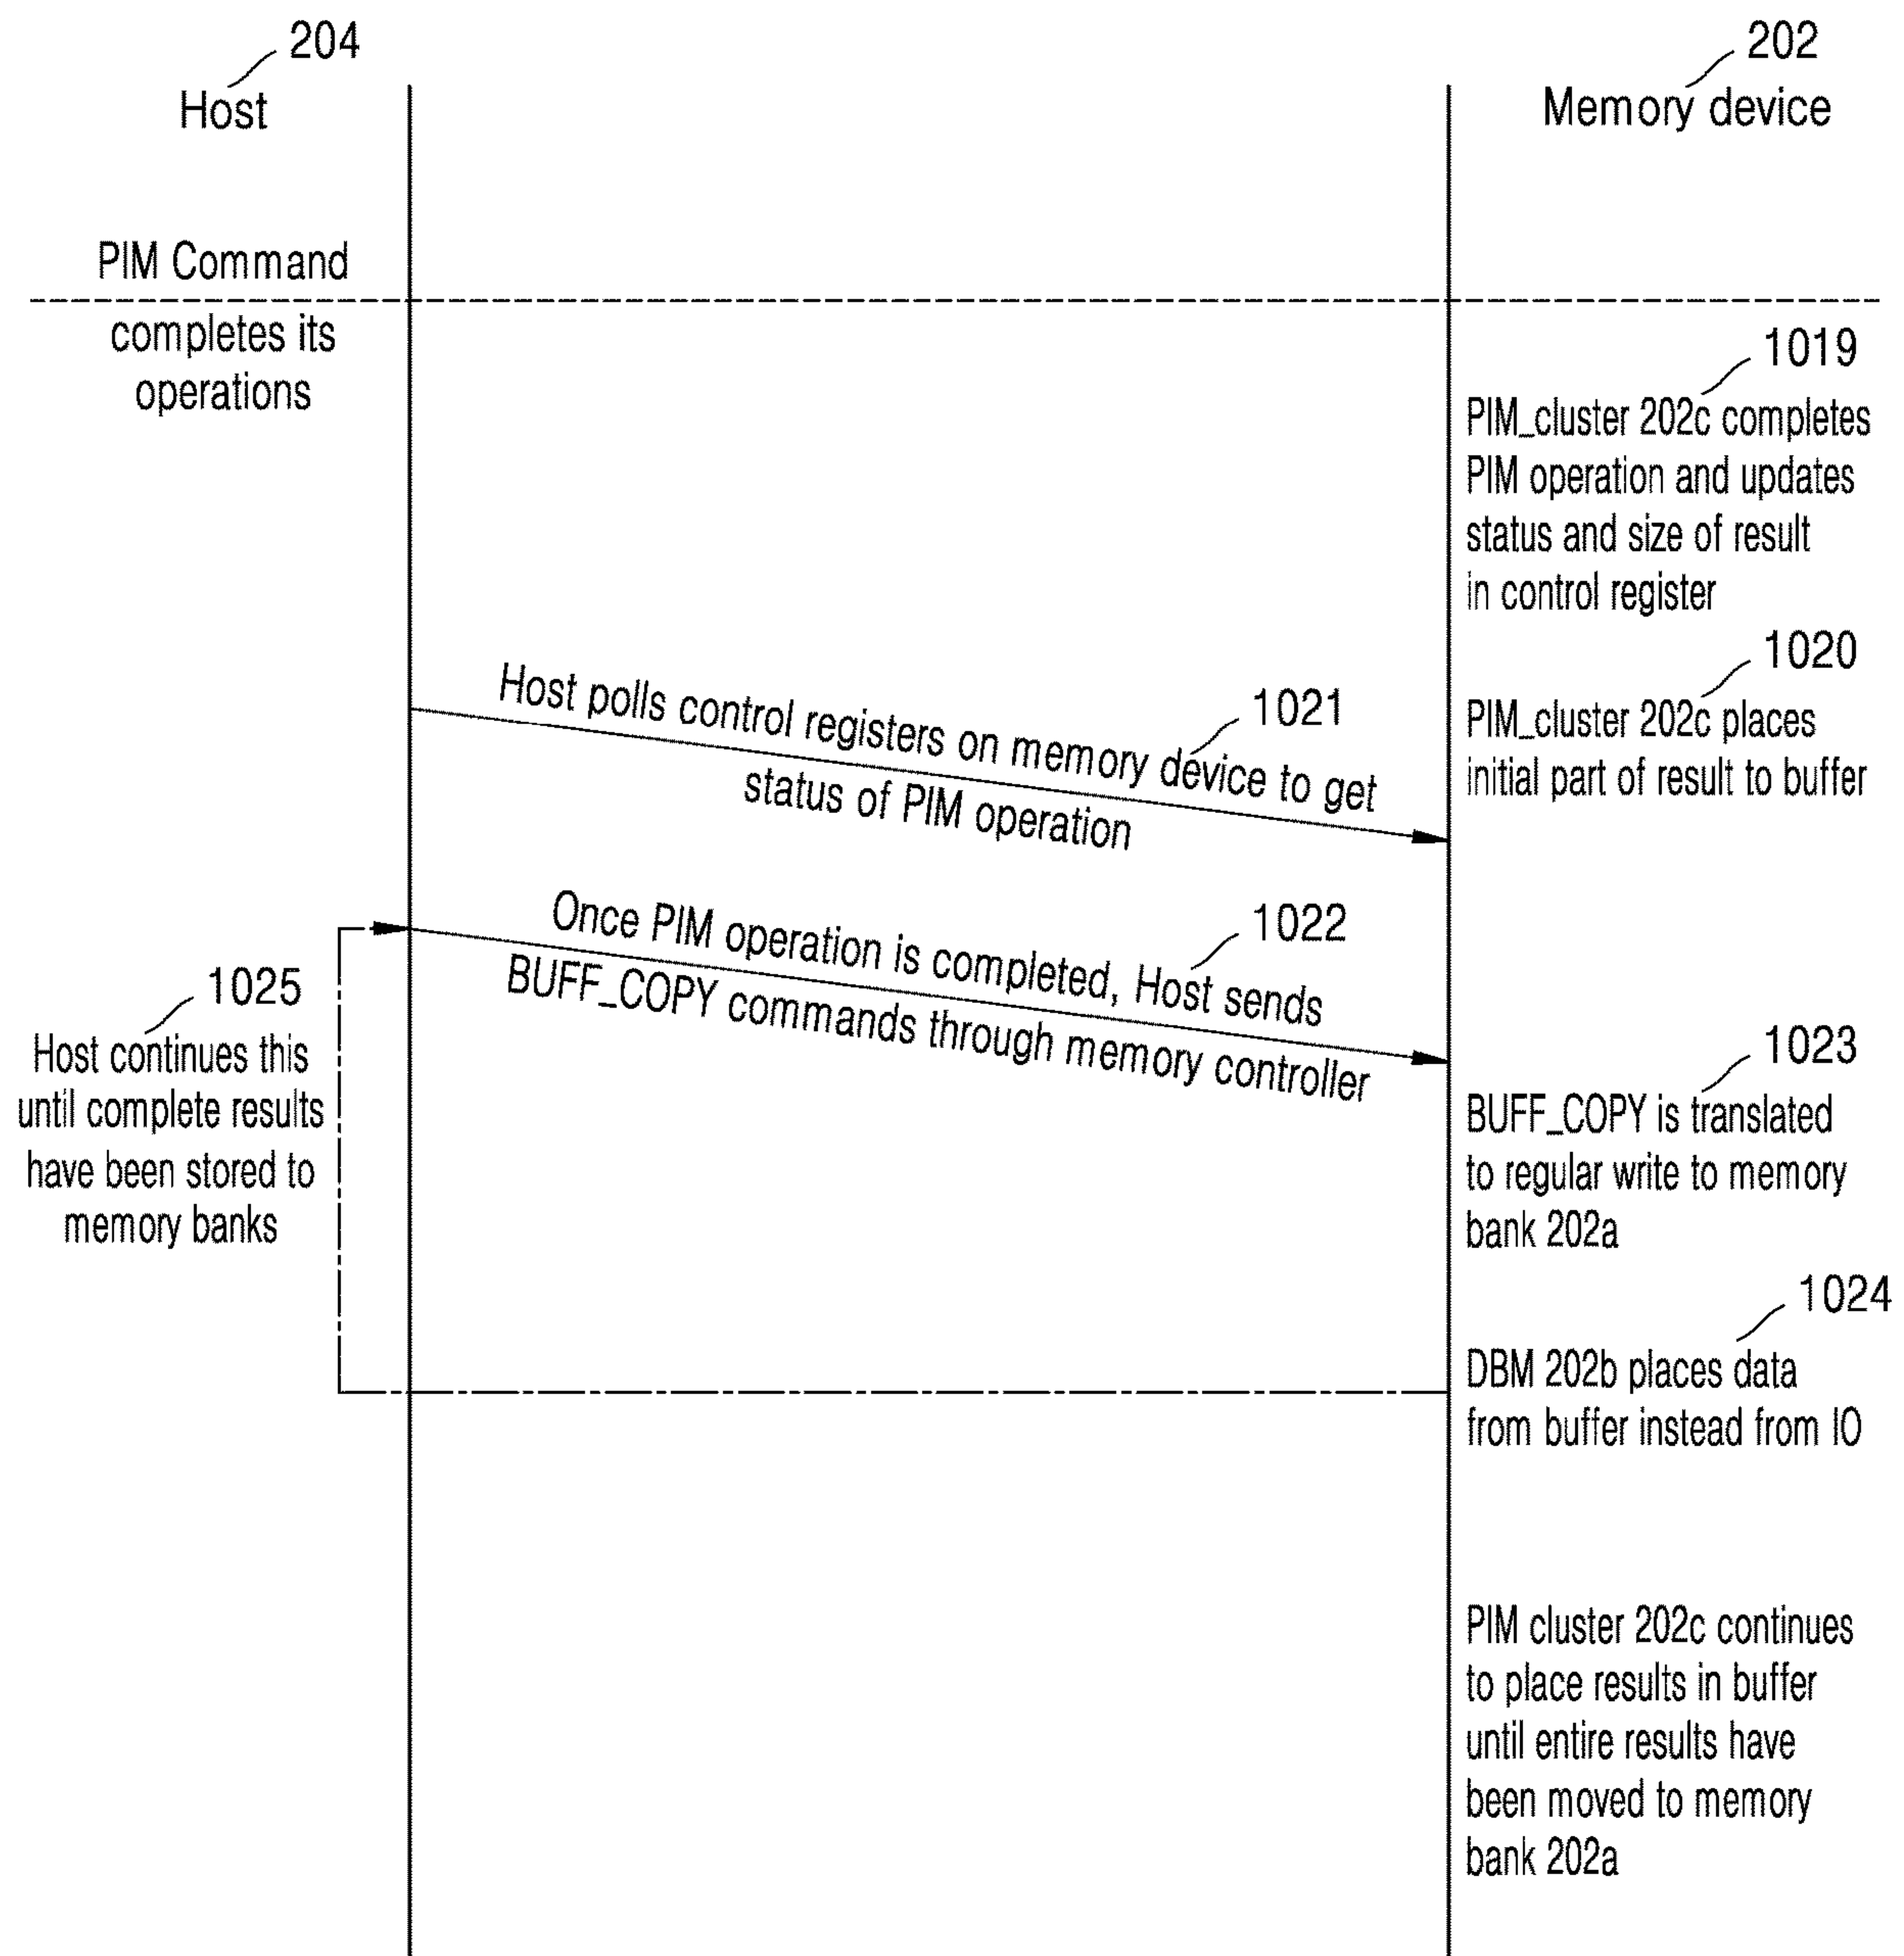 204
Host
202
Memory device
PIM Command
completes its
operations
1019
PIM_cluster 202c completes
PIM operation and updates
status and size of result
in control register
1020
PIM_cluster 202c places
initial part of result to buffer
1021
Host polls control registers on memory device to get
status of PIM operation
1022
Once PIM operation is completed, Host sends
BUFF_COPY commands through memory controller
1025
Host continues this
until complete results
have been stored to
memory banks
1023
BUFF_COPY is translated
to regular write to memory
bank 202a
1024
DBM 202b places data
from buffer instead from IO
PIM cluster 202c continues
to place results in buffer
until entire results have
been moved to memory
bank 202a